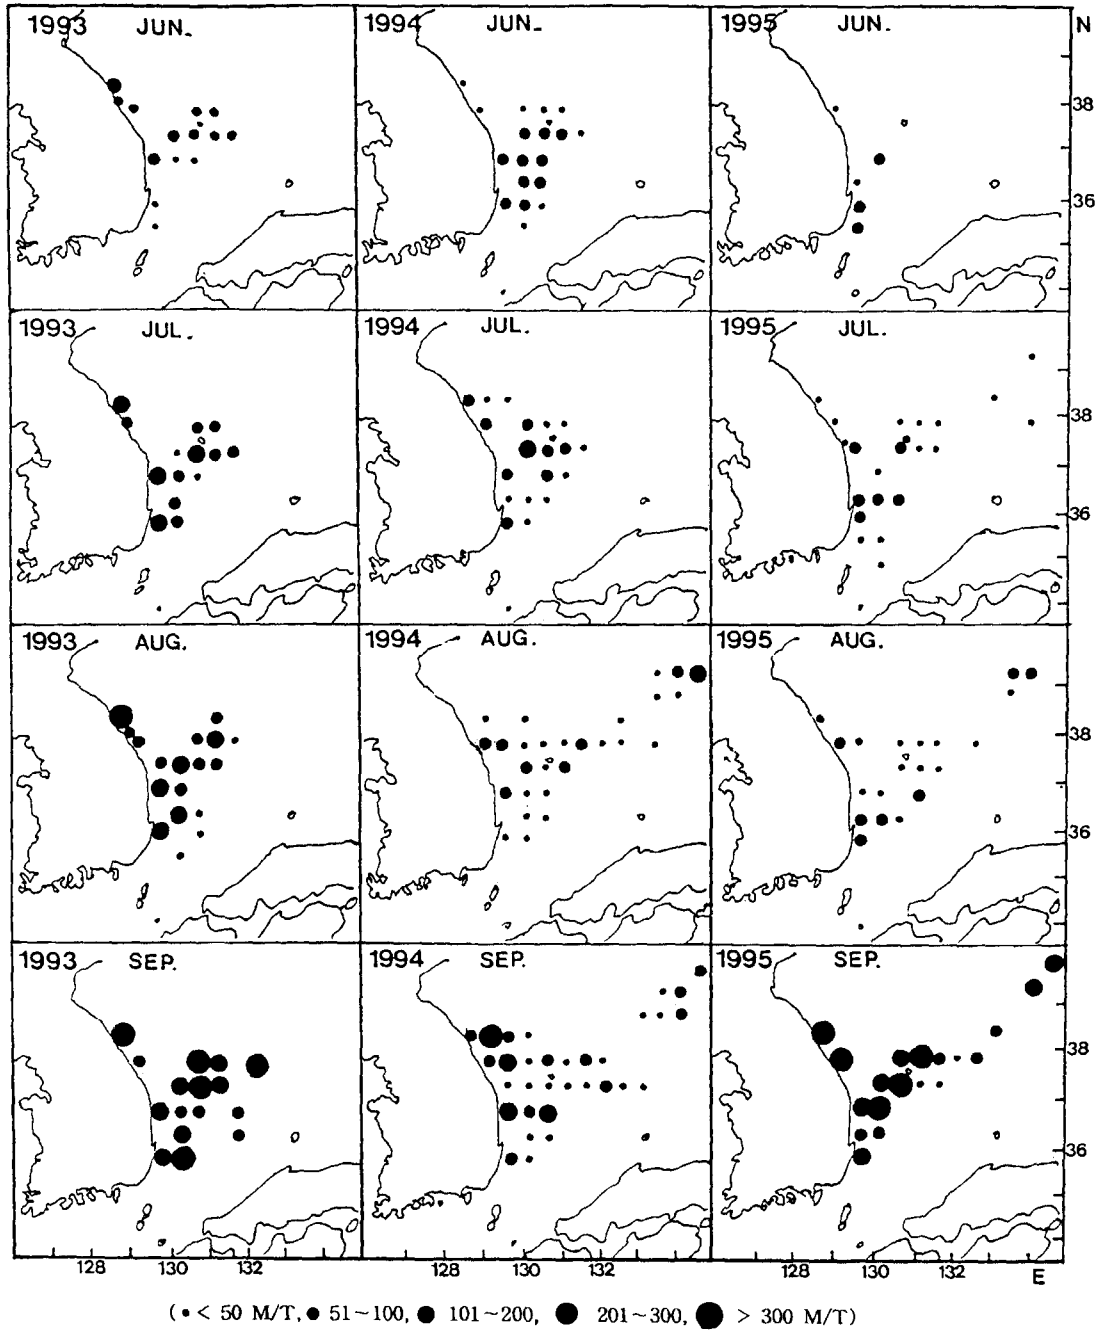 1993 JUN.
1994 JUN.
1995 JUN.
N
38
36
1993 JUL.
1994 JUL.
1995 JUL.
38
36
1993 AUG.
1994 AUG.
1995 AUG.
38
36
1993 SEP.
1994 SEP.
1995 SEP.
38
36
128 130 132 130 132 128 130 132 E
( • < 50 M/T, ● 51~100, ● 101~200, ● 201~300, ● > 300 M/T)